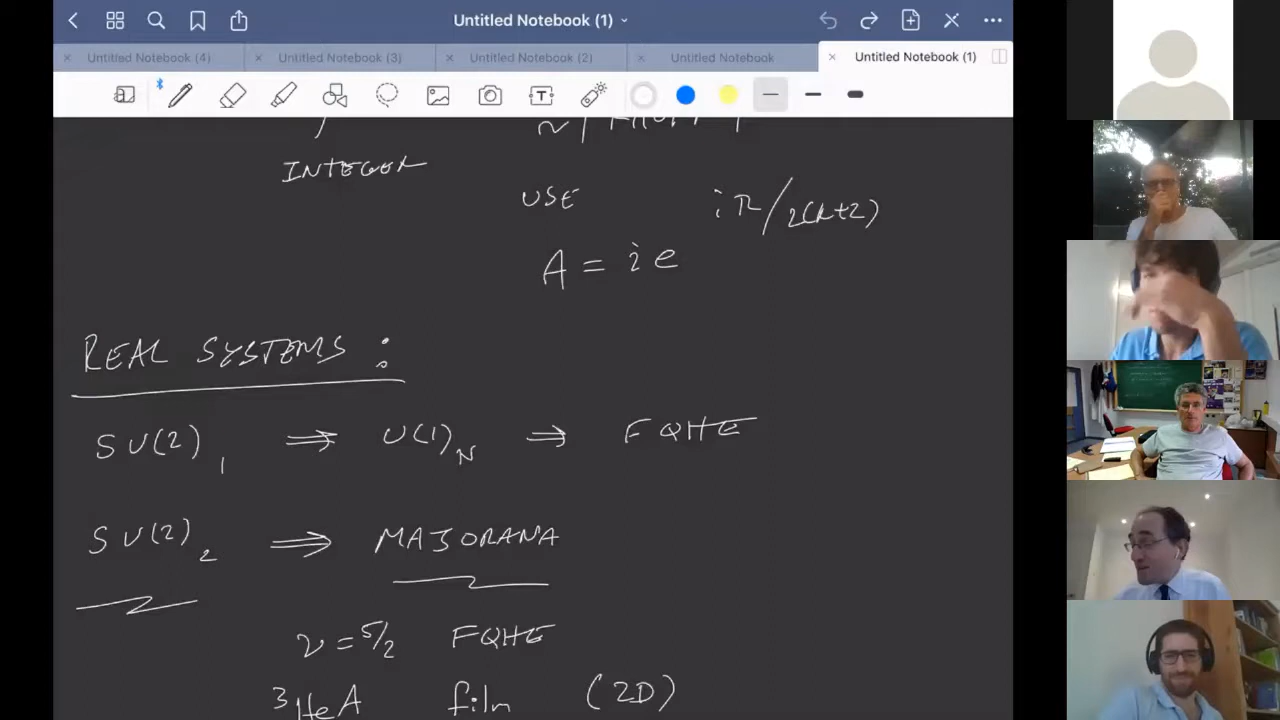 Untitled Notebook (1)
Untitled Notebook (4)
Untitled Notebook (3)
Untitled Notebook (2)
Untitled Notebook
Untitled Notebook (1)
INTEGER
USE
A = i e^{iπ/2(k+2)}
REAL SYSTEMS :
SU(2)₁ ⇒ U(1)_N ⇒ FQHE
SU(2)₂ ⇒ MAJORANA
ν = 5/2 FQHE
³HeA film (2D)